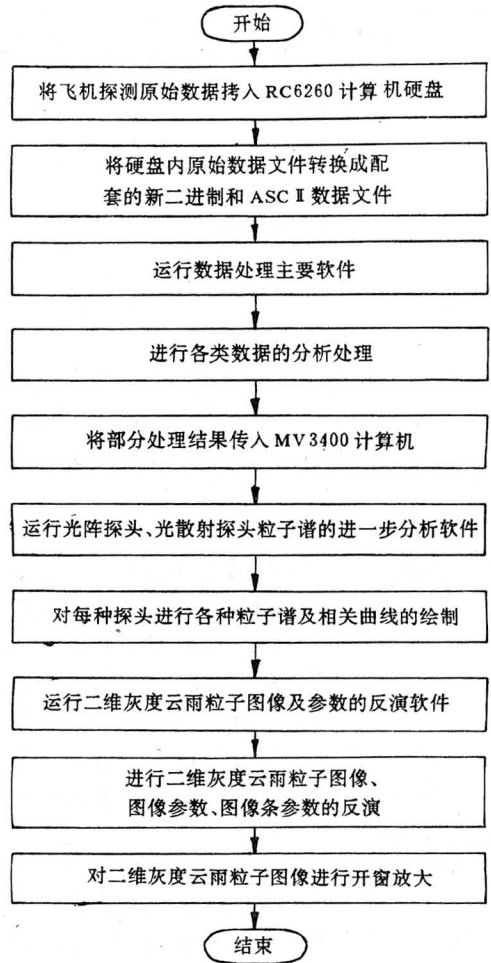 开始
将飞机探测原始数据拷入RC6260计算机硬盘
将硬盘内原始数据文件转换成配
套的新二进制和ASCⅡ数据文件
运行数据处理主要软件
进行各类数据的分析处理
将部分处理结果传入MV3400计算机
运行光阵探头、光散射探头粒子谱的进一步分析软件
对每种探头进行各种粒子谱及相关曲线的绘制
运行二维灰度云雨粒子图像及参数的反演软件
进行二维灰度云雨粒子图像、
图像参数、图像条参数的反演
对二维灰度云雨粒子图像进行开窗放大
结束